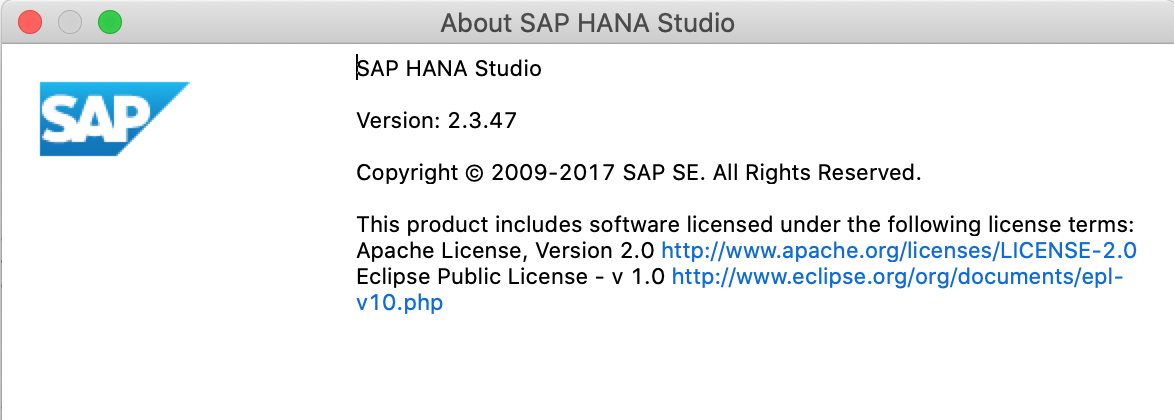 About SAP HANA Studio
SAP
SAP HANA Studio
Version: 2.3.47
Copyright © 2009-2017 SAP SE. All Rights Reserved.
This product includes software licensed under the following license terms:
Apache License, Version 2.0 http://www.apache.org/licenses/LICENSE-2.0
Eclipse Public License - v 1.0 http://www.eclipse.org/org/documents/epl-
v10.php